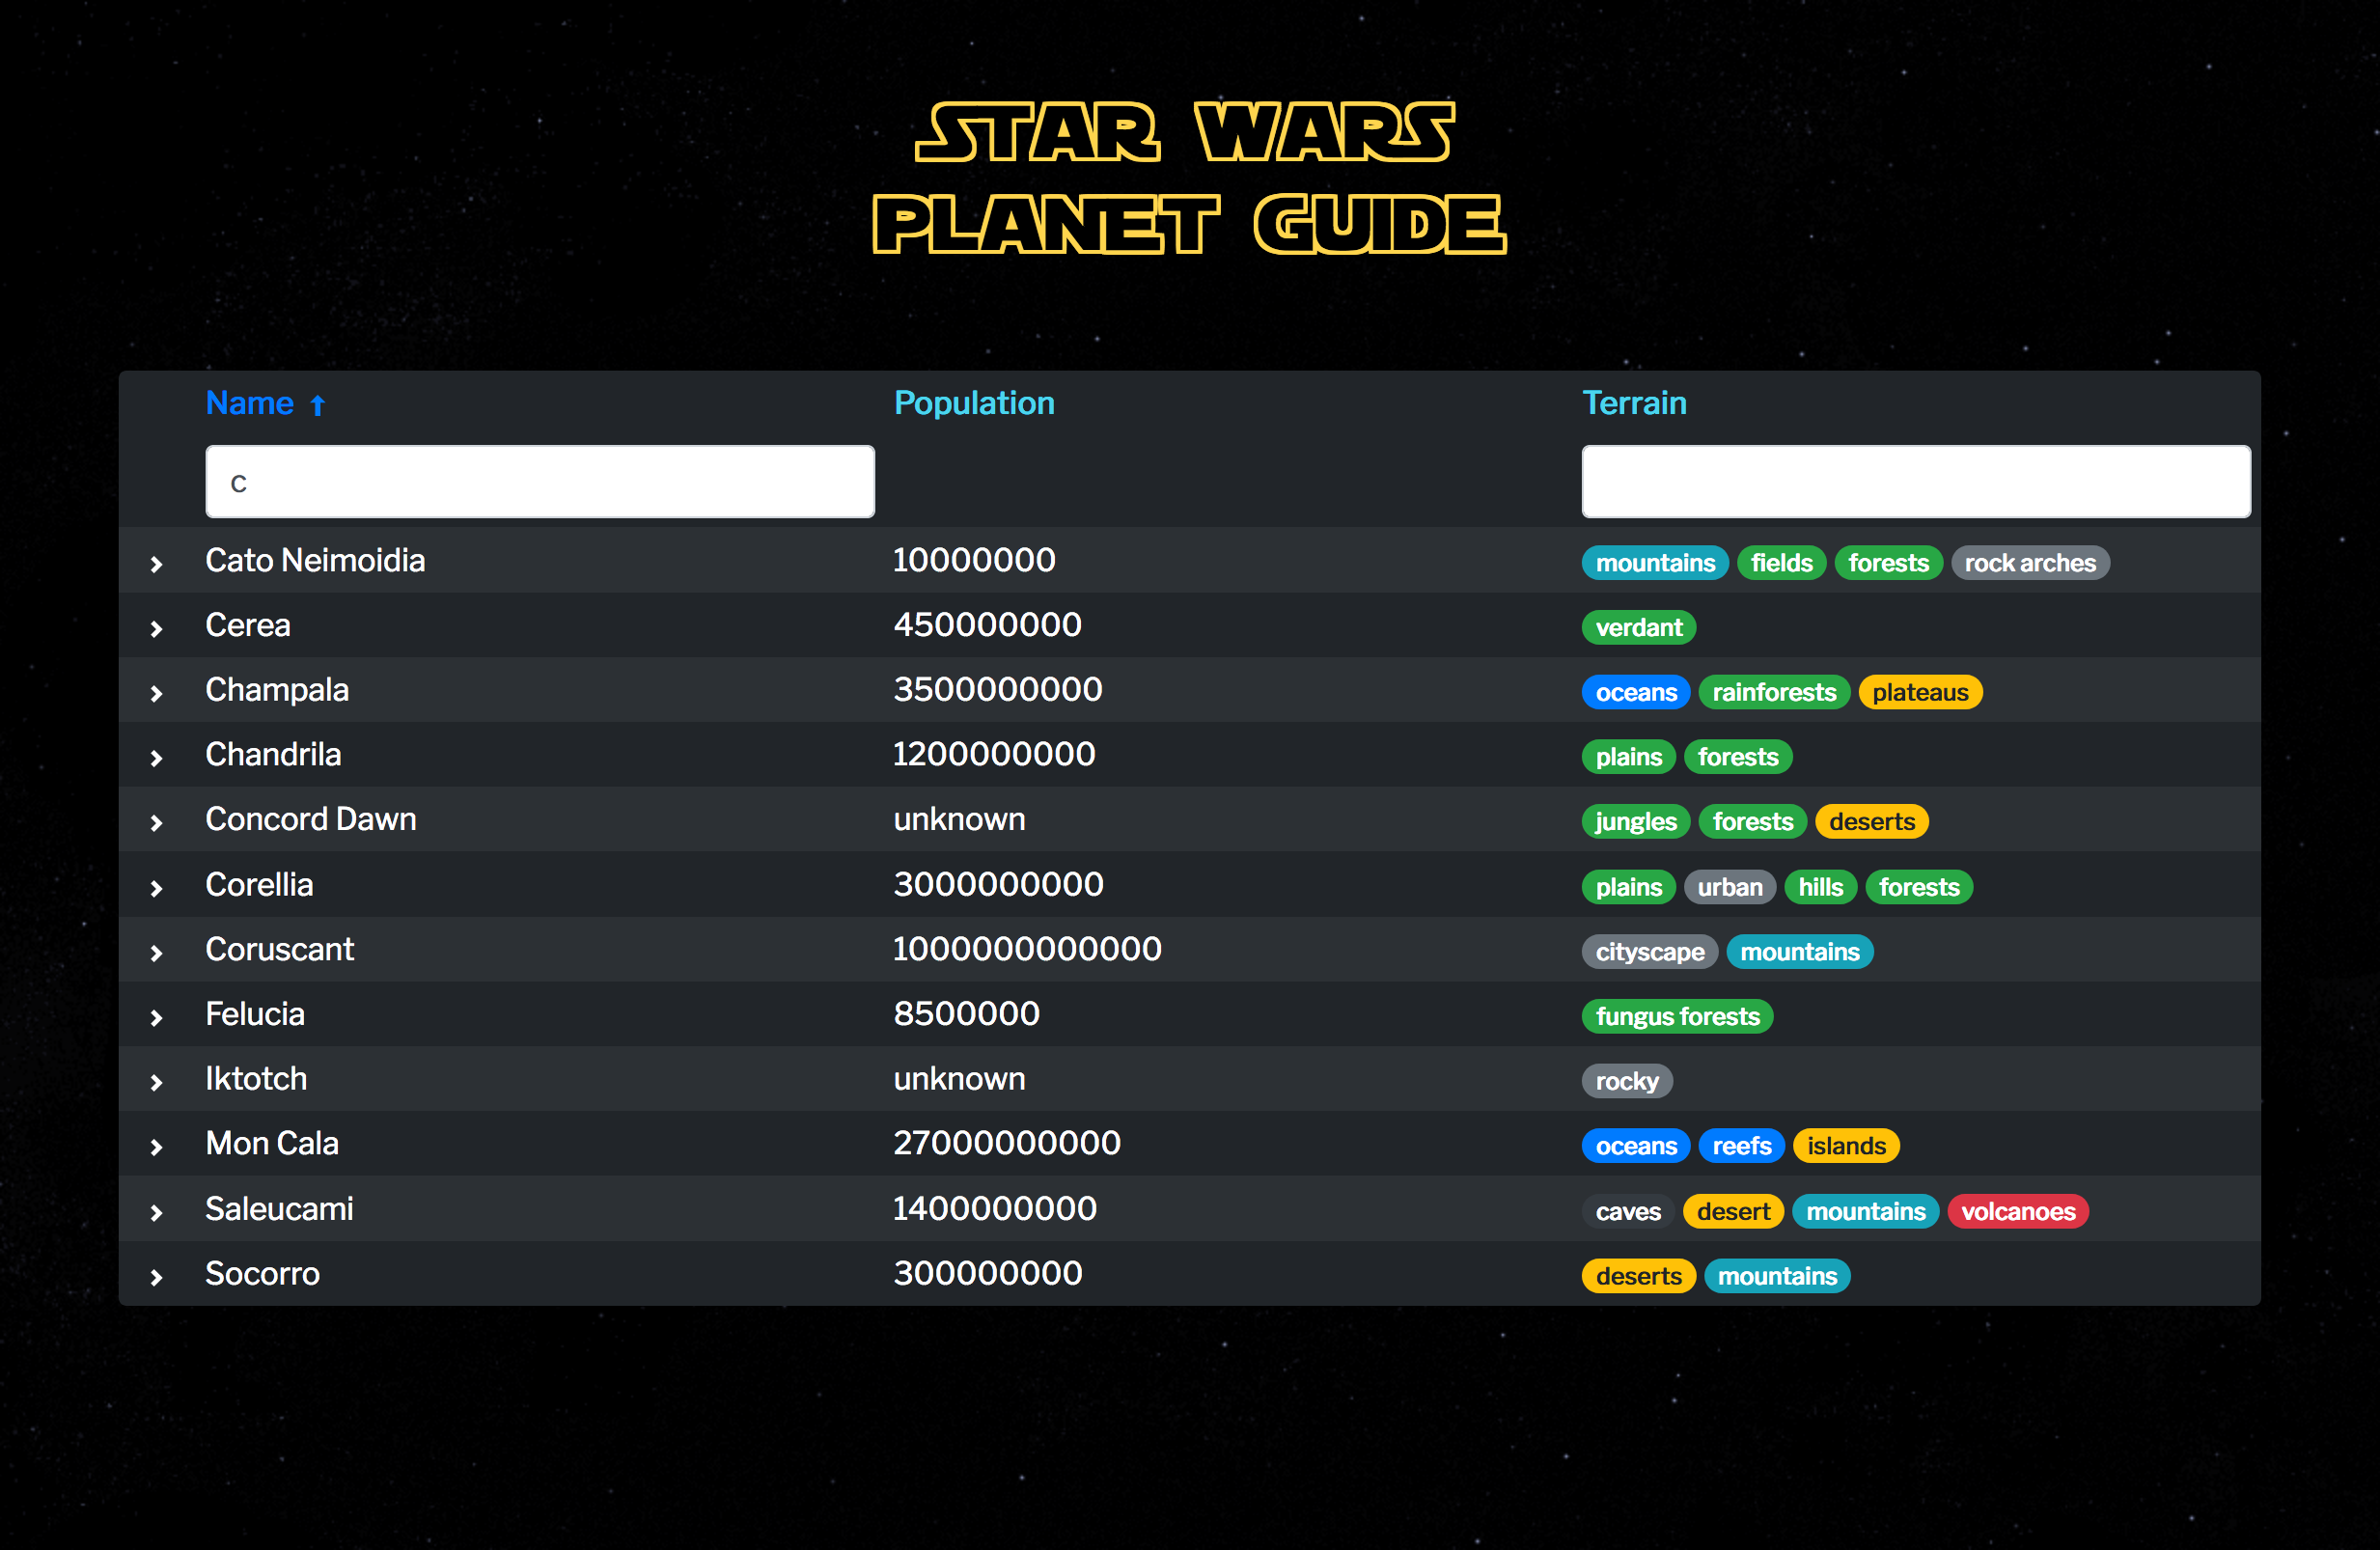 STAR WARS
PLANET GUIDE
Name Population Terrain
c
Cato Neimoidia 10000000 mountains fields forests rock arches
Cerea 450000000 verdant
Champala 3500000000 oceans rainforests plateaus
Chandrila 1200000000 plains forests
Concord Dawn unknown jungles forests deserts
Corellia 3000000000 plains urban hills forests
Coruscant 1000000000000 cityscape mountains
Felucia 8500000 fungus forests
Iktotch unknown rocky
Mon Cala 27000000000 oceans reefs islands
Saleucami 1400000000 caves desert mountains volcanoes
Socorro 300000000 deserts mountains